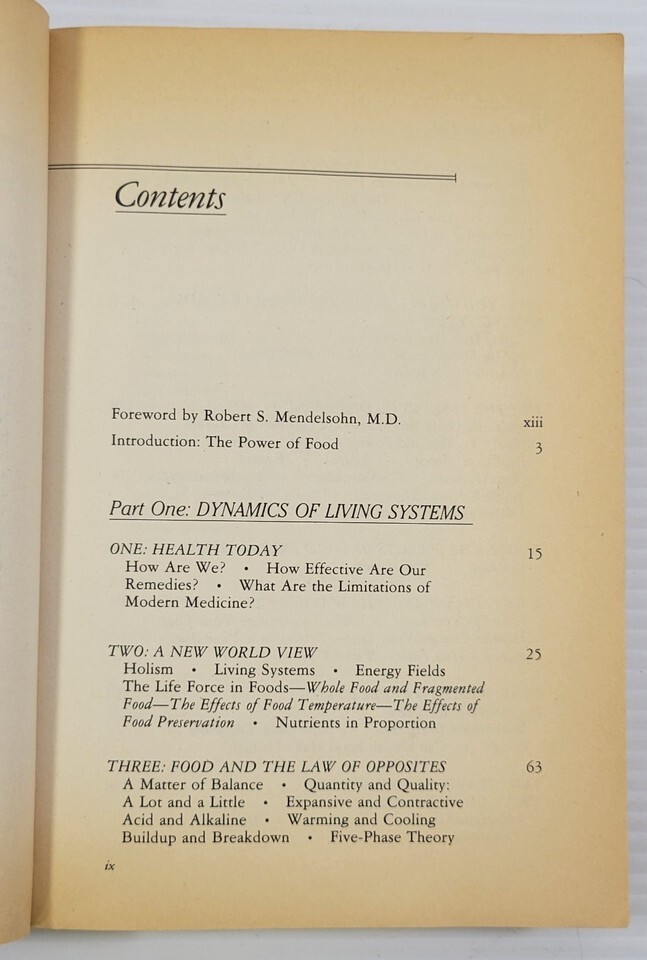 Contents
Foreword by Robert S. Mendelsohn, M.D. xiii
Introduction: The Power of Food 3
Part One: DYNAMICS OF LIVING SYSTEMS
ONE: HEALTH TODAY 15
How Are We? • How Effective Are Our
Remedies? • What Are the Limitations of
Modern Medicine?
TWO: A NEW WORLD VIEW 25
Holism • Living Systems • Energy Fields
The Life Force in Foods—Whole Food and Fragmented
Food—The Effects of Food Temperature—The Effects of
Food Preservation • Nutrients in Proportion
THREE: FOOD AND THE LAW OF OPPOSITES 63
A Matter of Balance • Quantity and Quality:
A Lot and a Little • Expansive and Contractive
Acid and Alkaline • Warming and Cooling
Buildup and Breakdown • Five-Phase Theory
ix